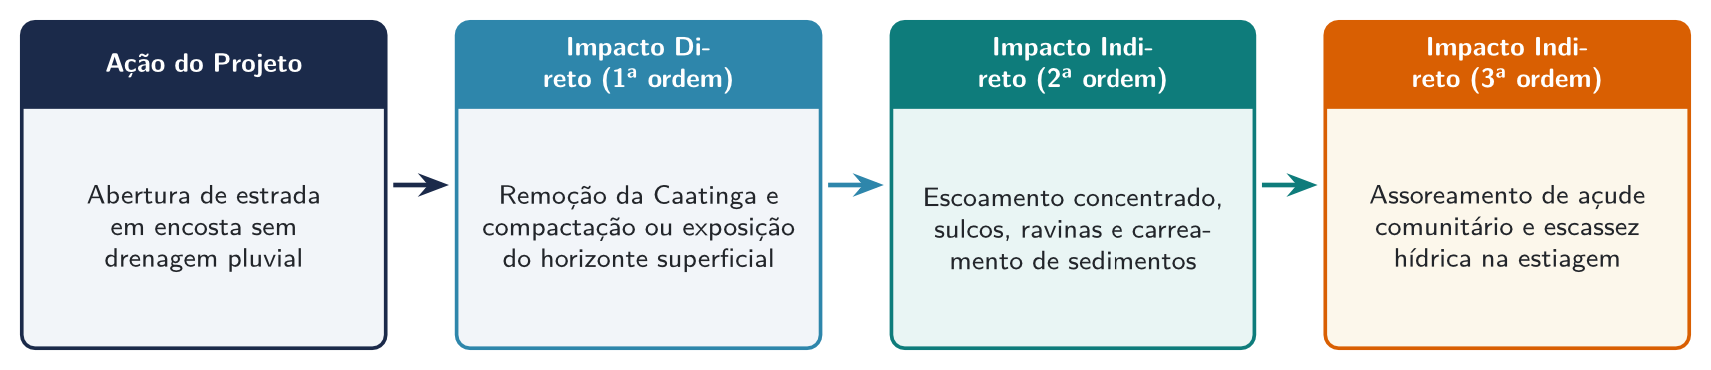 Ação do Projeto
Abertura de estrada
em encosta sem
drenagem pluvial
Impacto Di-
reto (1ª ordem)
Remoção da Caatinga e
compactação ou exposição
do horizonte superficial
Impacto Indi-
reto (2ª ordem)
Escoamento concentrado,
sulcos, ravinas e carrea-
mento de sedimentos
Impacto Indi-
reto (3ª ordem)
Assoreamento de açude
comunitário e escassez
hídrica na estiagem